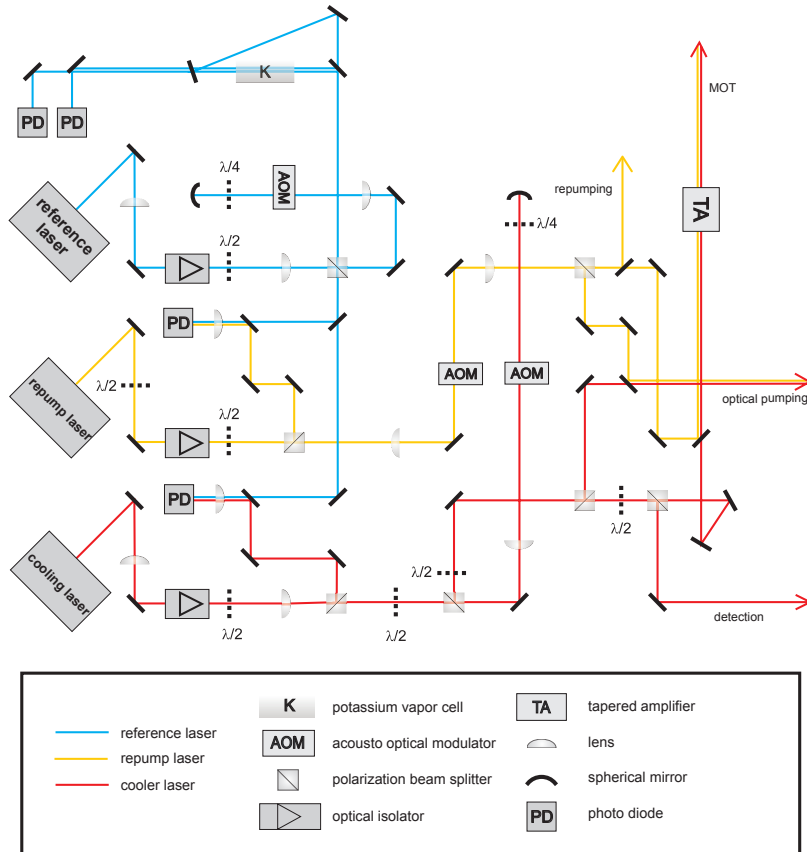 K
MOT
PD PD
λ/4
repumping
AOM
TA
reference
laser
λ/2
λ/4
PD
λ/2
repump laser
λ/2
AOM
AOM
optical pumping
PD
λ/2
cooling laser
λ/2
λ/2
λ/2
detection
K
potassium vapor cell
TA
tapered amplifier
reference laser
AOM
acousto optical modulator
lens
repump laser
cooler laser
polarization beam splitter
spherical mirror
optical isolator
PD
photo diode